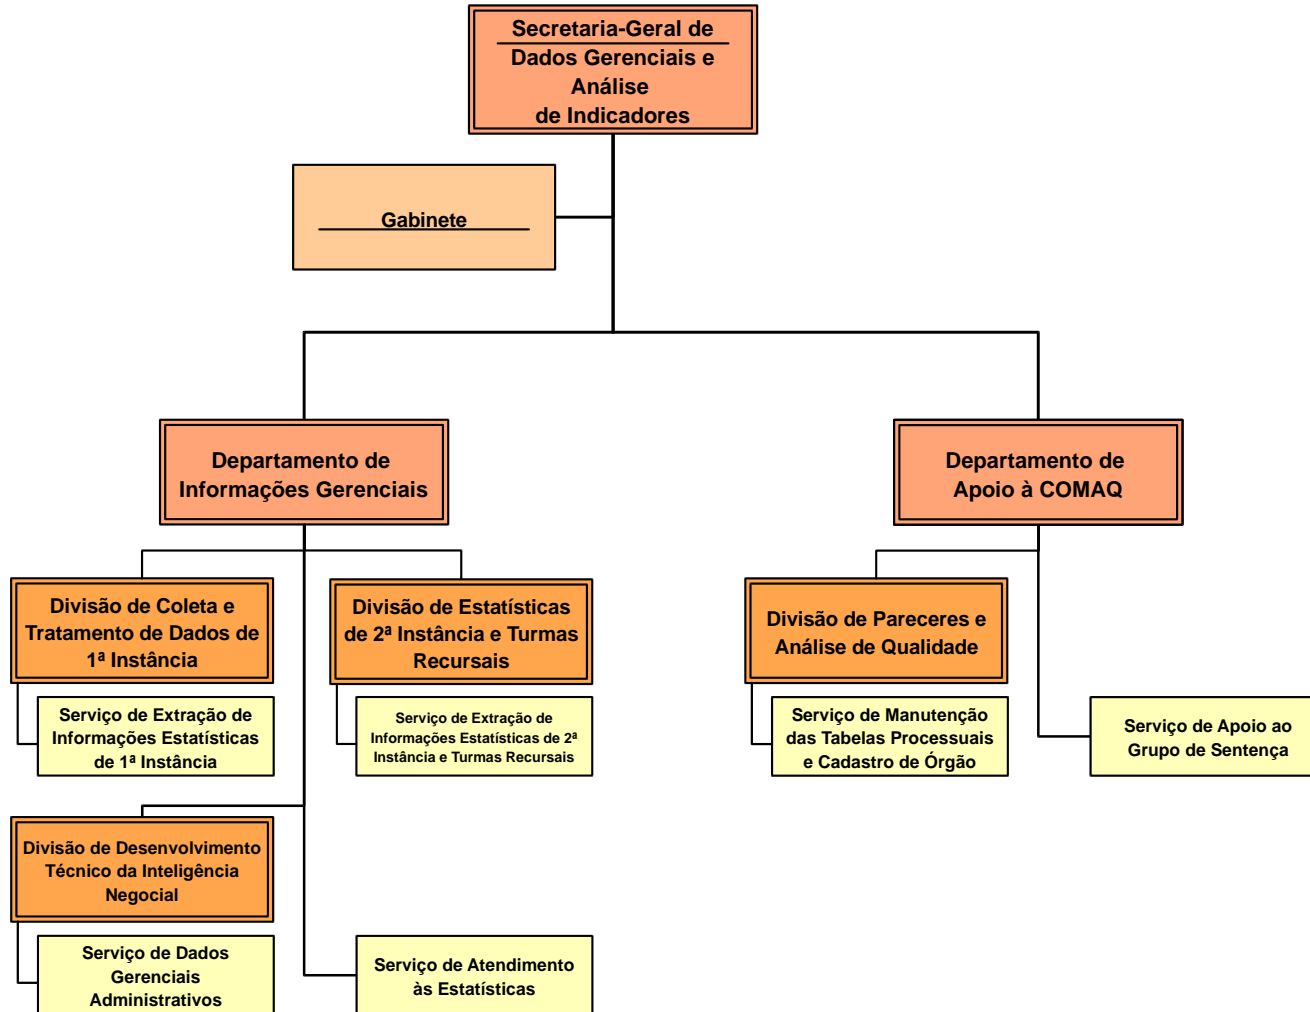 Secretaria-Geral de
Dados Gerenciais e
Análise
de Indicadores
Gabinete
Departamento de
Informações Gerenciais
Departamento de
Apoio à COMAQ
Divisão de Coleta e
Tratamento de Dados de
1ª Instância
Divisão de Estatísticas
de 2ª Instância e Turmas
Recursais
Divisão de Pareceres e
Análise de Qualidade
Serviço de Extração de
Informações Estatísticas
de 1ª Instância
Serviço de Extração de
Informações Estatísticas de 2ª
Instância e Turmas Recursais
Serviço de Manutenção
das Tabelas Processuais
e Cadastro de Órgão
Serviço de Apoio ao
Grupo de Sentença
Divisão de Desenvolvimento
Técnico da Inteligência
Negocial
Serviço de Dados
Gerenciais
Administrativos
Serviço de Atendimento
às Estatísticas